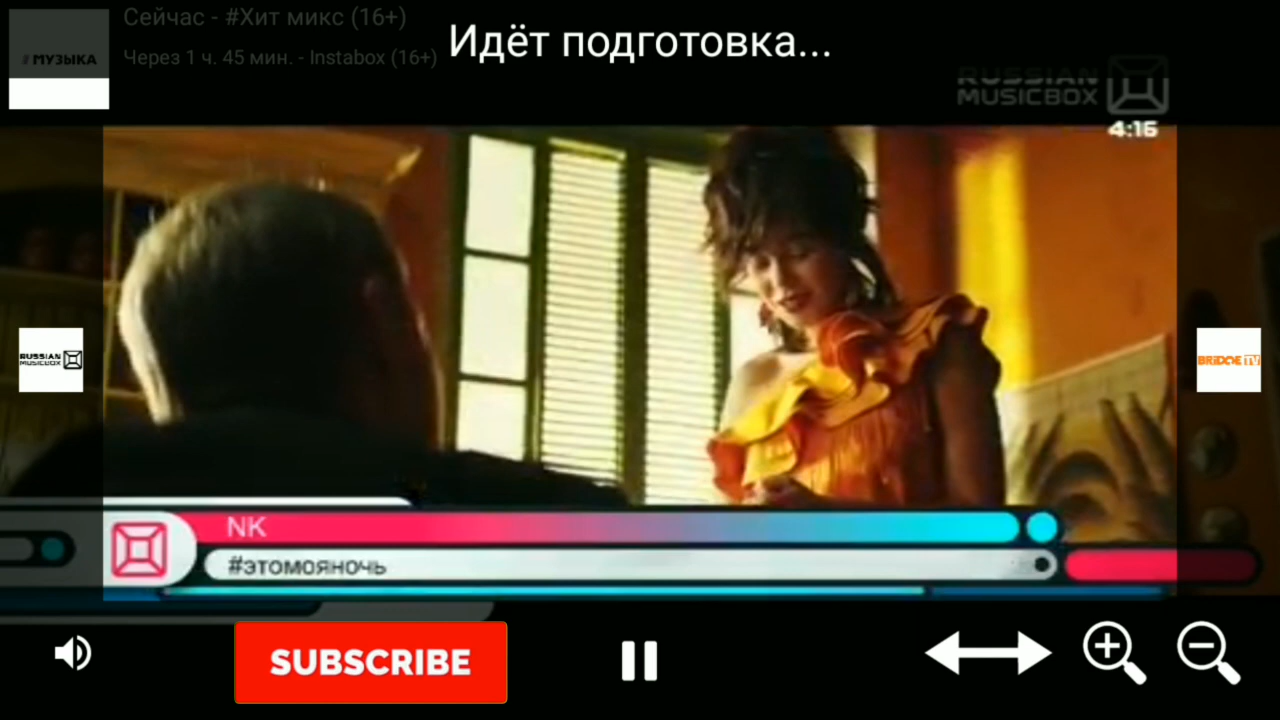 Сейчас - #Хит микс (16+)
Идёт подготовка...
Через 1 ч. 45 мин. - Instabox (16+)
# МУЗЫКА
RUSSIAN
MUSICBOX
4:16
RUSSIAN
MUSICBOX
BRIDGE TV
NK
#ЭТОМОЯНОЧЬ
SUBSCRIBE